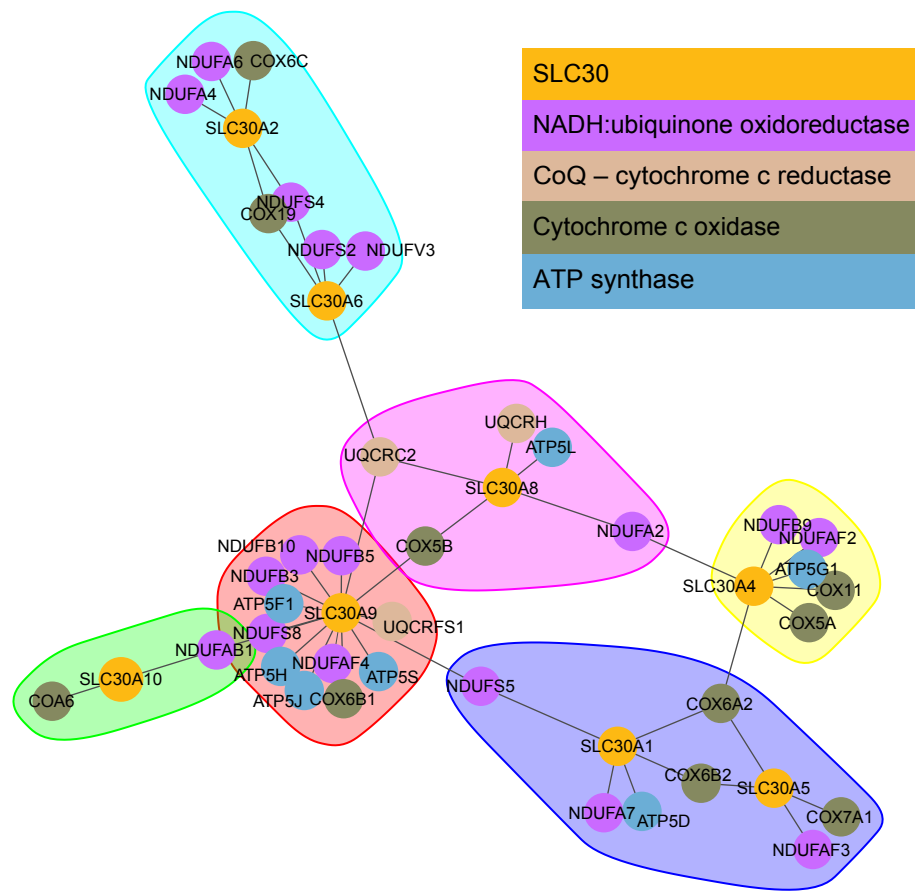 NDUFA6
COX6C
NDUFA4
SLC30A2
NDUFS4
COX19
NDUFS2
NDUFV3
SLC30A6
SLC30
NADH:ubiquinone oxidoreductase
CoQ – cytochrome c reductase
Cytochrome c oxidase
ATP synthase
UQCRH
ATP5L
UQCRC2
SLC30A8
NDUFA2
COX5B
NDUFB9
NDUFAF2
ATP5G1
SLC30A4
COX11
COX5A
NDUFB10
NDUFB5
NDUFB3
ATP5F1
SLC30A9
UQCRFS1
NDUFS8
NDUFAB1
NDUFAF4
ATP5H
ATP5S
ATP5J
COX6B1
SLC30A10
COA6
NDUFS5
COX6A2
SLC30A1
COX6B2
SLC30A5
NDUFA7
ATP5D
COX7A1
NDUFAF3